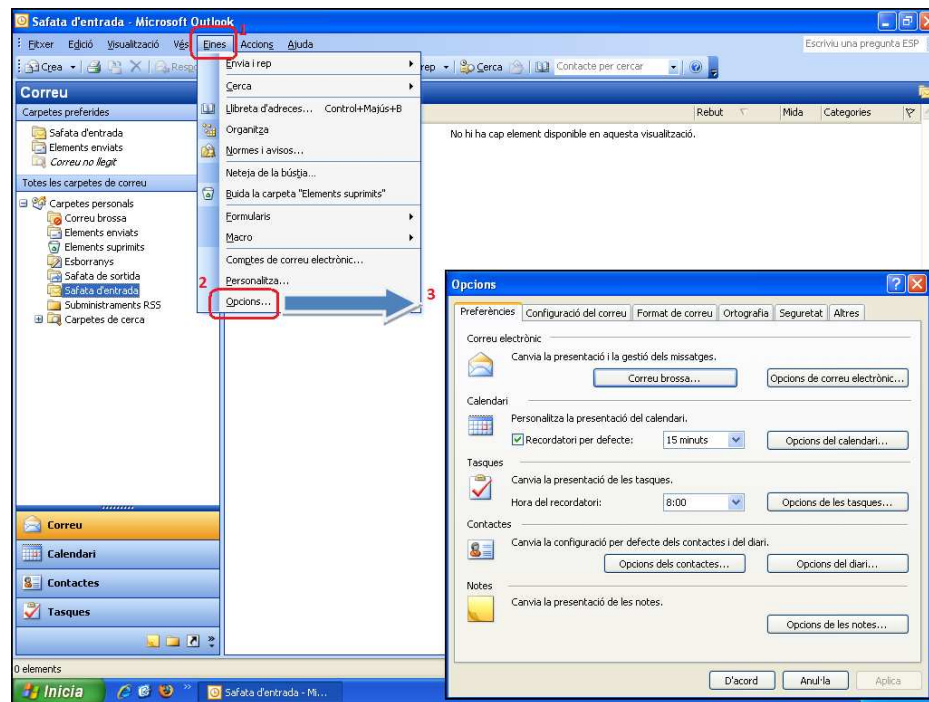 Safata d'entrada - Microsoft Outlook
1
Fitxer Edició Visualització Vés Eines Accions Ajuda
Escriviu una pregunta ESP
Crea
rep Cerca Contacte per cercar
Correu
Carpetes preferides
Safata d'entrada
Elements enviats
Correu no llegit
Totes les carpetes de correu
Carpetes personals
Correu brossa
Elements enviats
Elements suprimits
Esborranys
Safata de sortida
Safata d'entrada
Subministraments RSS
Carpetes de cerca
Envia i rep
Cerca
Llibreta d'adreces... Control+Majús+B
Organitza
Normes i avisos...
Neteja de la bústia...
Buida la carpeta "Elements suprimits"
Formularis
Macro
Comptes de correu electrònic...
Personalitza...
2
Opcions...
3
Rebut Mida Categories
No hi ha cap element disponible en aquesta visualització.
Opcions
Preferències Configuració del correu Format de correu Ortografia Seguretat Altres
Correu electrònic
Canvia la presentació i la gestió dels missatges.
Correu brossa... Opcions de correu electrònic...
Calendari
Personalitza la presentació del calendari.
Recordatori per defecte: 15 minuts Opcions del calendari...
Tasques
Canvia la presentació de les tasques.
Hora del recordatori: 8:00 Opcions de les tasques...
Contactes
Canvia la configuració per defecte dels contactes i del diari.
Opcions dels contactes... Opcions del diari...
Notes
Canvia la presentació de les notes.
Opcions de les notes...
D'acord Anul·la Aplica
Correu
Calendari
Contactes
Tasques
0 elements
Inicia Safata d'entrada - Mi...